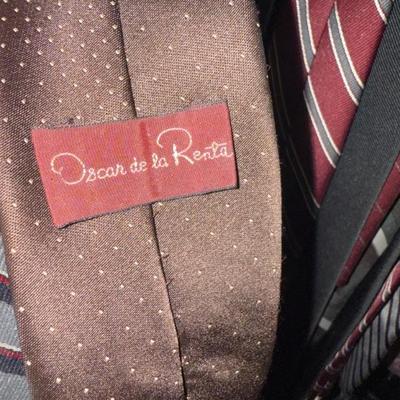 Oscar de la Renta